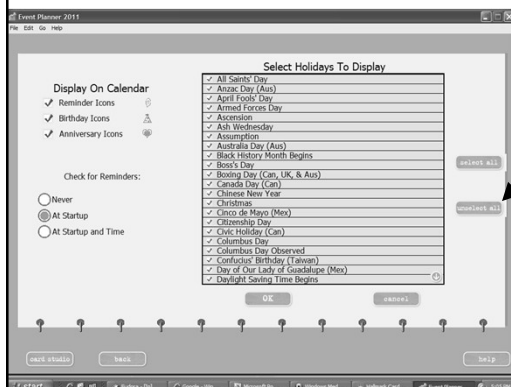 Event Planner 2011
File Edit Go Help
Select Holidays To Display
Display On Calendar
Reminder Icons
Birthday Icons
Anniversary Icons
Check for Reminders:
Never
At Startup
At Startup and Time
All Saints' Day
Anzac Day (Aus)
April Fools' Day
Armed Forces Day
Ascension
Ash Wednesday
Assumption
Australia Day (Aus)
Black History Month Begins
Boss's Day
Boxing Day (Can, UK, & Aus)
Canada Day (Can)
Chinese New Year
Christmas
Cinco de Mayo (Mex)
Citizenship Day
Civic Holiday (Can)
Columbus Day
Columbus Day Observed
Confucius' Birthday (Taiwan)
Day of Our Lady of Guadalupe (Mex)
Daylight Saving Time Begins
select all
unselect all
OK
cancel
card studio
back
help
start